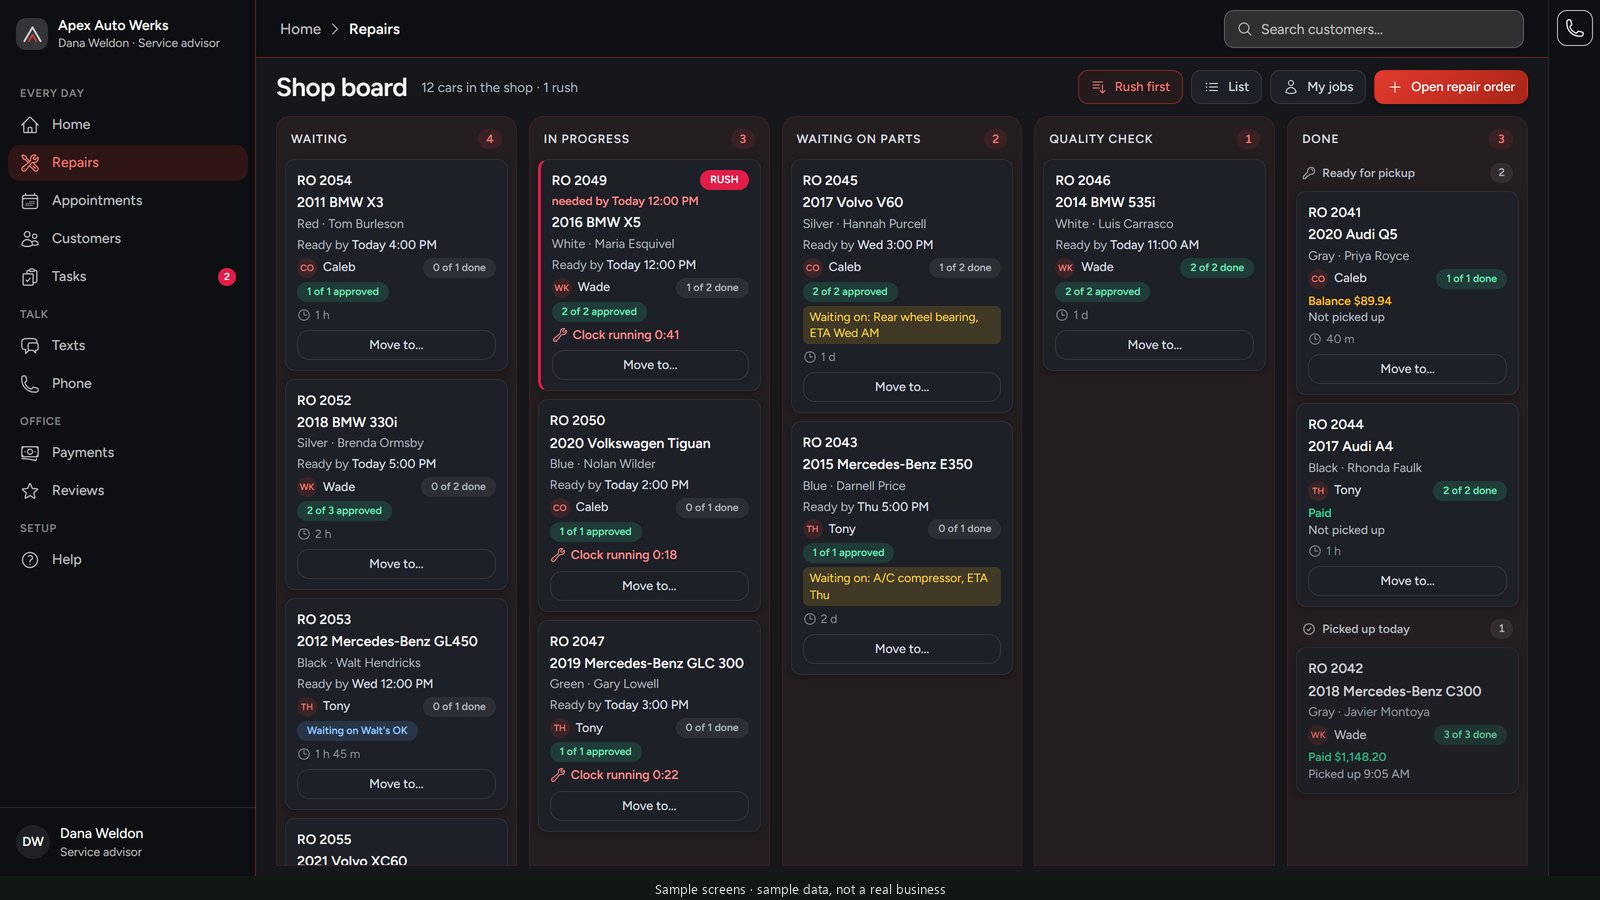 Apex Auto Werks
Dana Weldon · Service advisor
EVERY DAY
Home
Repairs
Appointments
Customers
Tasks
2
TALK
Texts
Phone
OFFICE
Payments
Reviews
SETUP
Help
DW
Dana Weldon
Service advisor
Home
Repairs
Search customers...
Shop board
12 cars in the shop · 1 rush
Rush first
List
My jobs
Open repair order
WAITING
4
RO 2054
2011 BMW X3
Red · Tom Burleson
Ready by Today 4:00 PM
CO Caleb 0 of 1 done
1 of 1 approved
1 h
Move to...
RO 2052
2018 BMW 330i
Silver · Brenda Ormsby
Ready by Today 5:00 PM
WK Wade 0 of 2 done
2 of 3 approved
2 h
Move to...
RO 2053
2012 Mercedes-Benz GL450
Black · Walt Hendricks
Ready by Wed 12:00 PM
TH Tony 0 of 1 done
Waiting on Walt's OK
1 h 45 m
Move to...
RO 2055
2021 Volvo XC60
IN PROGRESS
3
RO 2049 RUSH
needed by Today 12:00 PM
2016 BMW X5
White · Maria Esquivel
Ready by Today 12:00 PM
WK Wade 1 of 2 done
2 of 2 approved
Clock running 0:41
Move to...
RO 2050
2020 Volkswagen Tiguan
Blue · Nolan Wilder
Ready by Today 2:00 PM
CO Caleb 0 of 1 done
1 of 1 approved
Clock running 0:18
Move to...
RO 2047
2019 Mercedes-Benz GLC 300
Green · Gary Lowell
Ready by Today 3:00 PM
TH Tony 0 of 1 done
1 of 1 approved
Clock running 0:22
Move to...
WAITING ON PARTS
2
RO 2045
2017 Volvo V60
Silver · Hannah Purcell
Ready by Wed 3:00 PM
CO Caleb 1 of 2 done
2 of 2 approved
Waiting on: Rear wheel bearing,
ETA Wed AM
1 d
Move to...
RO 2043
2015 Mercedes-Benz E350
Blue · Darnell Price
Ready by Thu 5:00 PM
TH Tony 0 of 1 done
1 of 1 approved
Waiting on: A/C compressor, ETA
Thu
2 d
Move to...
QUALITY CHECK
1
RO 2046
2014 BMW 535i
White · Luis Carrasco
Ready by Today 11:00 AM
WK Wade 2 of 2 done
2 of 2 approved
1 d
Move to...
DONE
3
Ready for pickup
2
RO 2041
2020 Audi Q5
Gray · Priya Royce
CO Caleb 1 of 1 done
Balance $89.94
Not picked up
40 m
Move to...
RO 2044
2017 Audi A4
Black · Rhonda Faulk
TH Tony 2 of 2 done
Paid
Not picked up
1 h
Move to...
Picked up today
1
RO 2042
2018 Mercedes-Benz C300
Gray · Javier Montoya
WK Wade 3 of 3 done
Paid $1,148.20
Picked up 9:05 AM
Sample screens · sample data, not a real business